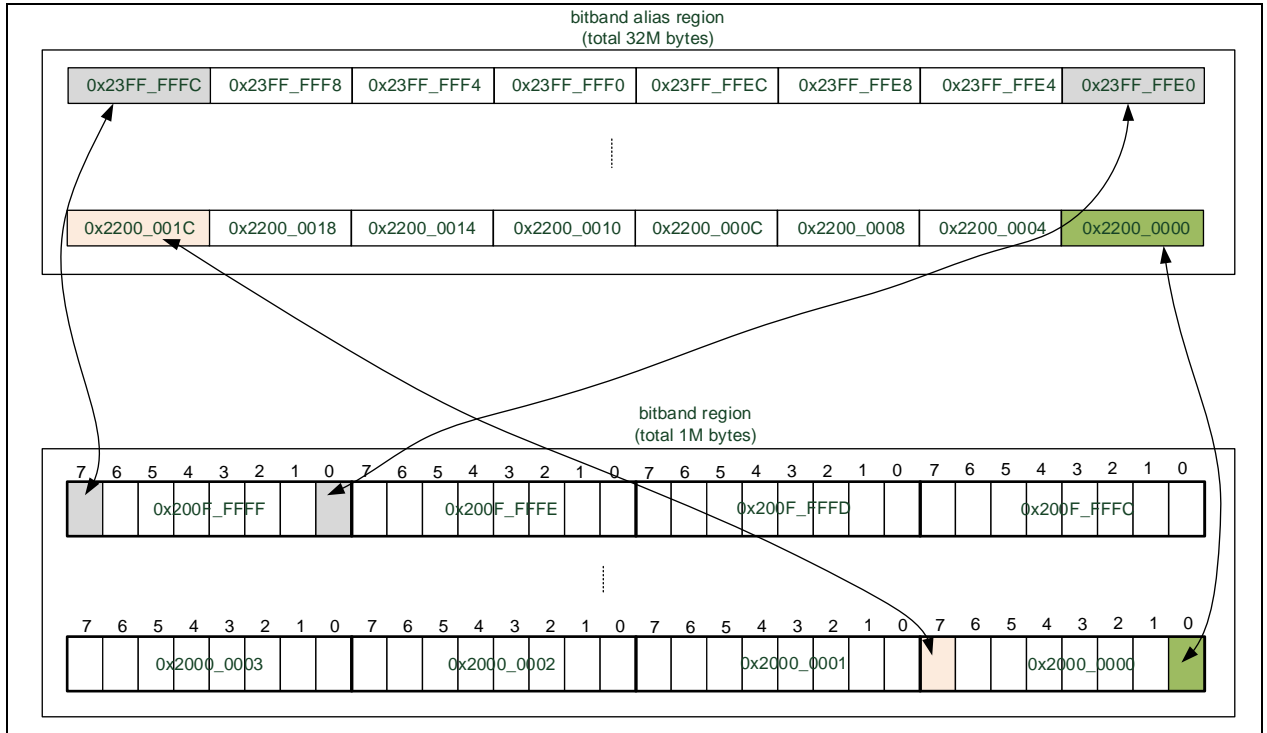 bitband alias region
(total 32M bytes)
0x23FF_FFFC 0x23FF_FFF8 0x23FF_FFF4 0x23FF_FFF0 0x23FF_FFEC 0x23FF_FFE8 0x23FF_FFE4 0x23FF_FFE0
0x2200_001C 0x2200_0018 0x2200_0014 0x2200_0010 0x2200_000C 0x2200_0008 0x2200_0004 0x2200_0000
bitband region
(total 1M bytes)
7 6 5 4 3 2 1 0 7 6 5 4 3 2 1 0 7 6 5 4 3 2 1 0 7 6 5 4 3 2 1 0
0x200F_FFFF 0x200F_FFFE 0x200F_FFFD 0x200F_FFFC
7 6 5 4 3 2 1 0 7 6 5 4 3 2 1 0 7 6 5 4 3 2 1 0 7 6 5 4 3 2 1 0
0x2000_0003 0x2000_0002 0x2000_0001 0x2000_0000